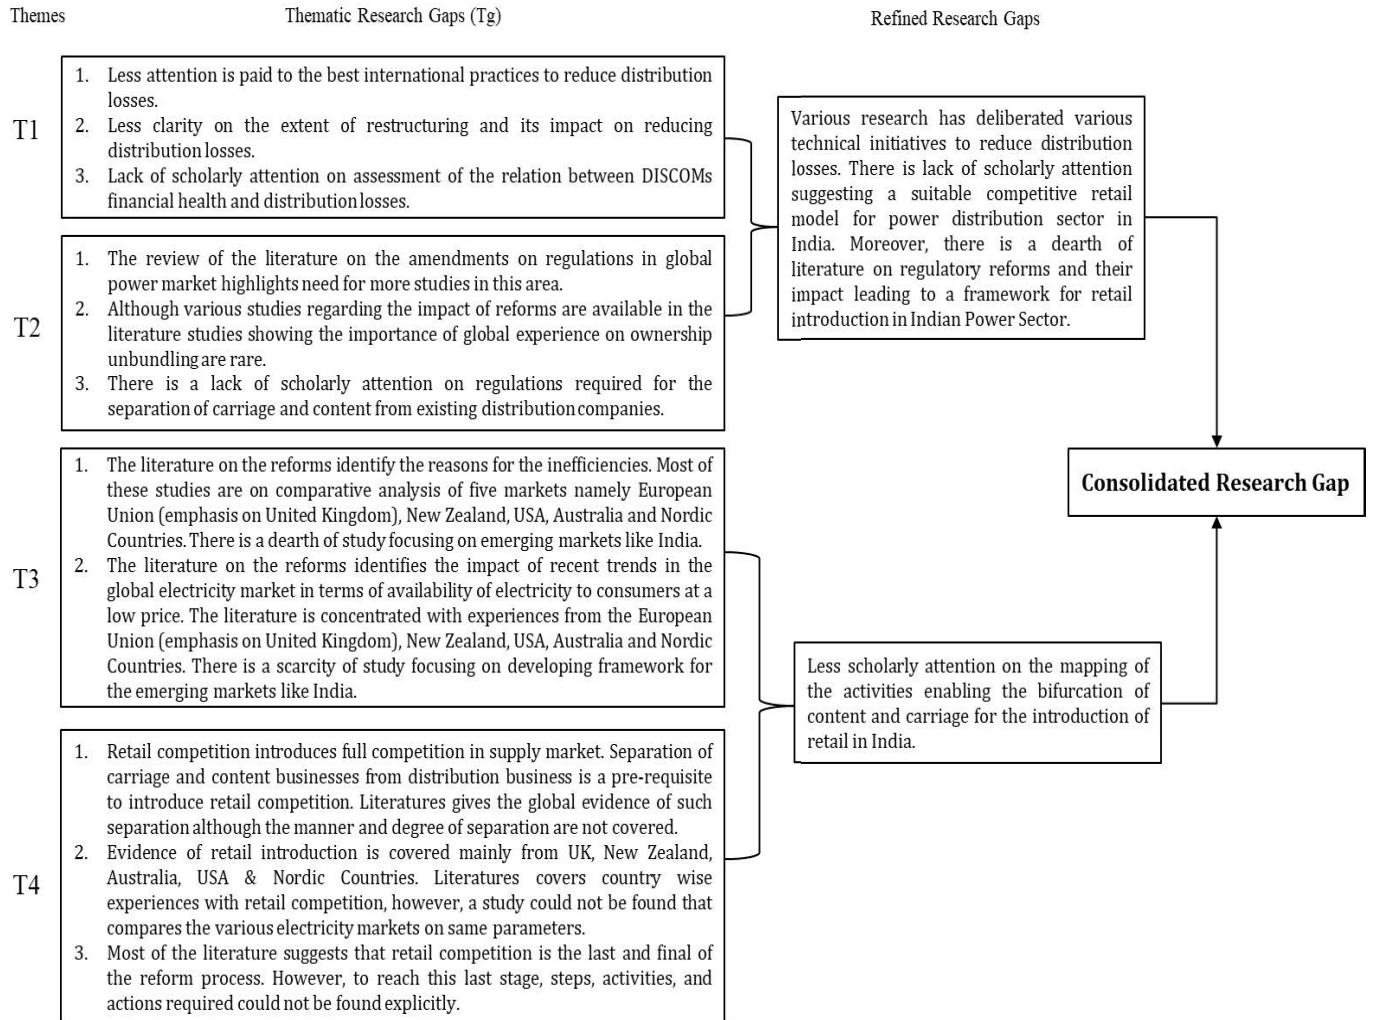 Themes
Thematic Research Gaps (Tg)
Refined Research Gaps
T1
1. Less attention is paid to the best international practices to reduce distribution
losses.
2. Less clarity on the extent of restructuring and its impact on reducing
distribution losses.
3. Lack of scholarly attention on assessment of the relation between DISCOMs
financial health and distribution losses.
T2
1. The review of the literature on the amendments on regulations in global
power market highlights need for more studies in this area.
2. Although various studies regarding the impact of reforms are available in the
literature studies showing the importance of global experience on ownership
unbundling are rare.
3. There is a lack of scholarly attention on regulations required for the
separation of carriage and content from existing distribution companies.
Various research has deliberated various
technical initiatives to reduce distribution
losses. There is lack of scholarly attention
suggesting a suitable competitive retail
model for power distribution sector in
India. Moreover, there is a dearth of
literature on regulatory reforms and their
impact leading to a framework for retail
introduction in Indian Power Sector.
T3
1. The literature on the reforms identify the reasons for the inefficiencies. Most of
these studies are on comparative analysis of five markets namely European
Union (emphasis on United Kingdom), New Zealand, USA, Australia and Nordic
Countries. There is a dearth of study focusing on emerging markets like India.
2. The literature on the reforms identifies the impact of recent trends in the
global electricity market in terms of availability of electricity to consumers at a
low price. The literature is concentrated with experiences from the European
Union (emphasis on United Kingdom), New Zealand, USA, Australia and Nordic
Countries. There is a scarcity of study focusing on developing framework for
the emerging markets like India.
T4
1. Retail competition introduces full competition in supply market. Separation of
carriage and content businesses from distribution business is a pre-requisite
to introduce retail competition. Literatures gives the global evidence of such
separation although the manner and degree of separation are not covered.
2. Evidence of retail introduction is covered mainly from UK, New Zealand,
Australia, USA & Nordic Countries. Literatures covers country wise
experiences with retail competition, however, a study could not be found that
compares the various electricity markets on same parameters.
3. Most of the literature suggests that retail competition is the last and final of
the reform process. However, to reach this last stage, steps, activities, and
actions required could not be found explicitly.
Less scholarly attention on the mapping of
the activities enabling the bifurcation of
content and carriage for the introduction of
retail in India.
Consolidated Research Gap